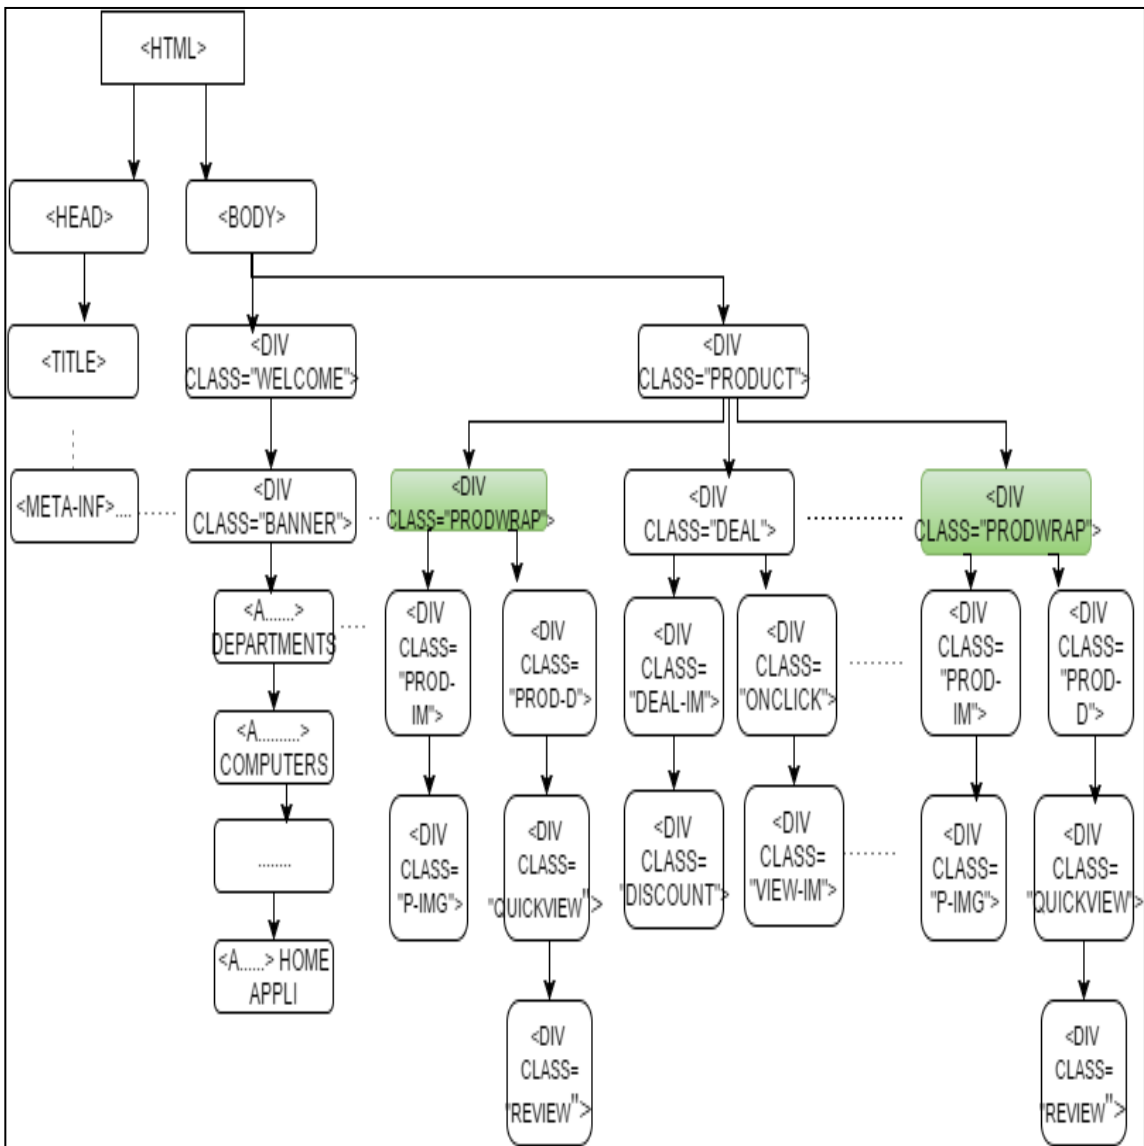 <HTML>
<HEAD>
<BODY>
<TITLE>
<DIV
CLASS="WELCOME">
<DIV
CLASS="PRODUCT">
<META-INF>....
<DIV
CLASS="BANNER">
<DIV
CLASS="PRODWRAP">
<DIV
CLASS="DEAL">
<DIV
CLASS="PRODWRAP">
<A.......>
DEPARTMENTS
<DIV
CLASS=
"PROD-
IM">
<DIV
CLASS=
"PROD-D">
<DIV
CLASS=
"DEAL-IM">
<DIV
CLASS=
"ONCLICK">
<DIV
CLASS=
"PROD-
IM">
<DIV
CLASS=
"PROD-
D">
<A..........>
COMPUTERS
<DIV
CLASS=
"P-IMG">
<DIV
CLASS=
"QUICKVIEW">
<DIV
CLASS=
"DISCOUNT">
<DIV
CLASS=
"VIEW-IM">
<DIV
CLASS=
"P-IMG">
<DIV
CLASS=
"QUICKVIEW">
........
<A......> HOME
APPLI
<DIV
CLASS=
"REVIEW">
<DIV
CLASS=
"REVIEW">